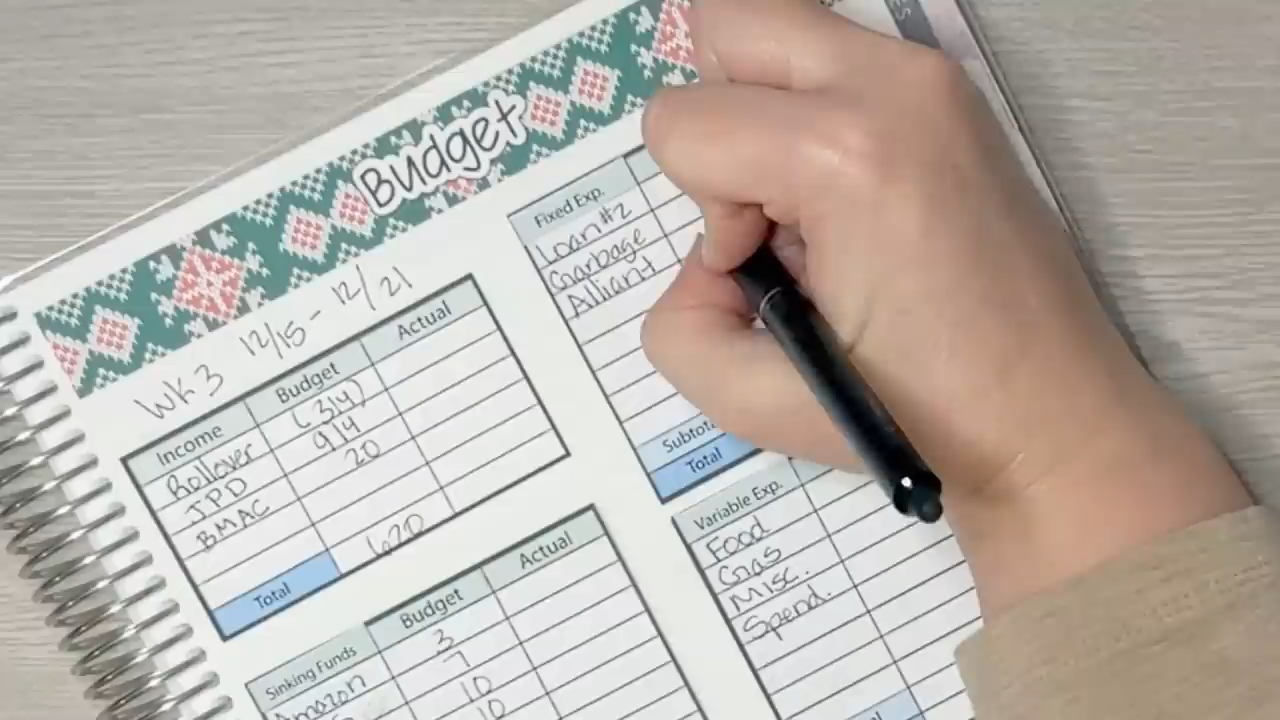 Budget
WK 3 12/15 - 12/21
Income Budget Actual
Rollover (314)
JPD 914
BMAC 20
Total 620
Sinking Funds Budget Actual
Amazon 3
7
10
10
Fixed Exp.
Loan #2
Garbage
Alliant
Total
Variable Exp.
Food
Gas
Misc.
Spend.